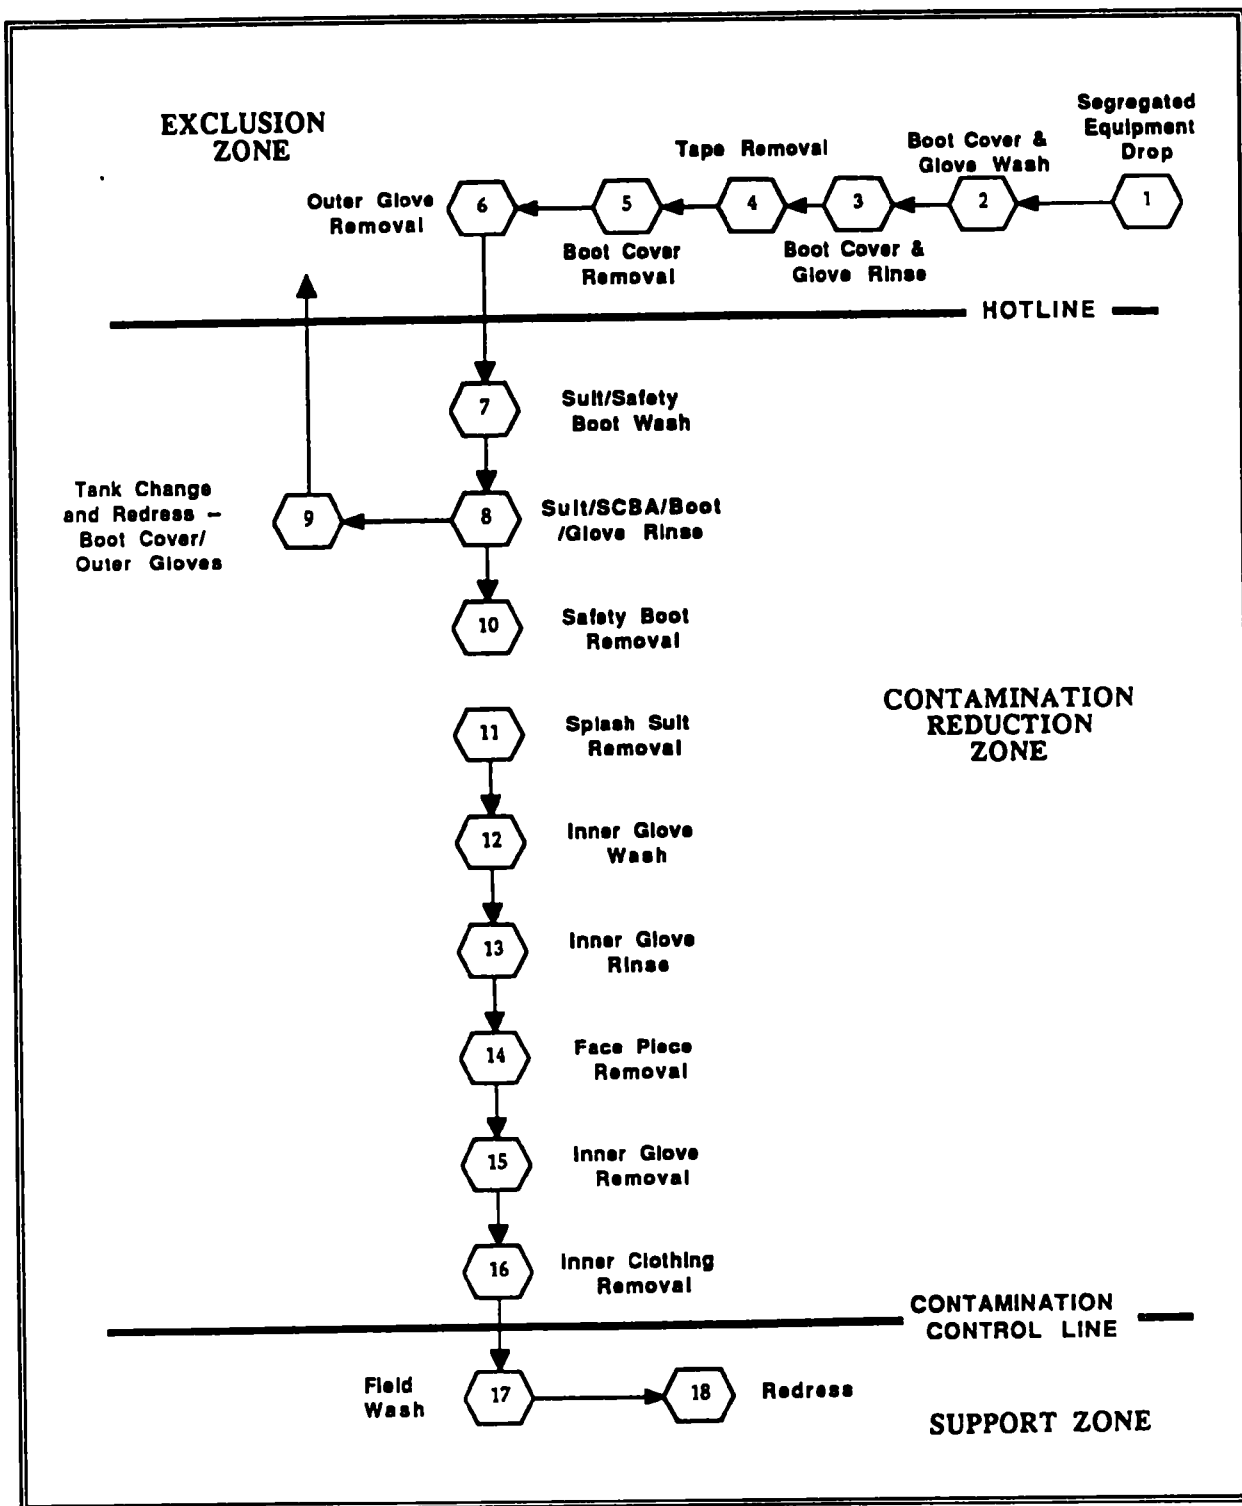 EXCLUSION
ZONE
Segregated
Equipment
Drop
Boot Cover &
Glove Wash
Tape Removal
Outer Glove
Removal
6
5
4
3
2
1
Boot Cover
Removal
Boot Cover &
Glove Rinse
HOTLINE
7
Suit/Safety
Boot Wash
Tank Change
and Redress –
Boot Cover/
Outer Gloves
9
8
Suit/SCBA/Boot
/Glove Rinse
10
Safety Boot
Removal
CONTAMINATION
REDUCTION
ZONE
11
Splash Suit
Removal
12
Inner Glove
Wash
13
Inner Glove
Rinse
14
Face Piece
Removal
15
Inner Glove
Removal
16
Inner Clothing
Removal
CONTAMINATION
CONTROL LINE
Field
Wash
17
18
Redress
SUPPORT ZONE